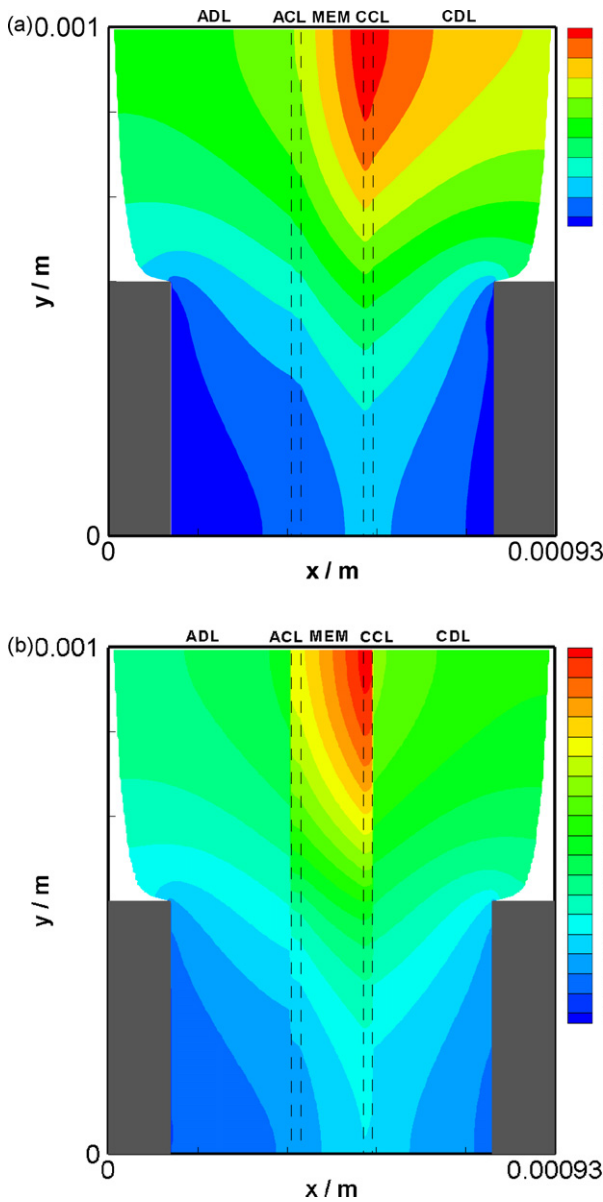 (a)
ADL ACL MEM CCL CDL
0.001
y / m
0
0 0.00093
x / m
(b)
ADL ACL MEM CCL CDL
0.001
y / m
0
0 0.00093
x / m